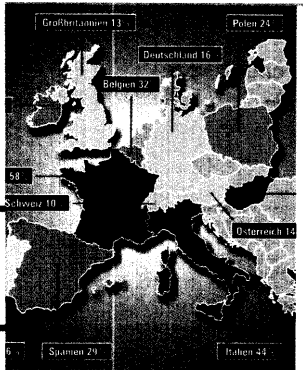 Großbritannien 13
Polen 24
Deutschland 16
Belgien 32
58
Schweiz 10
Österreich 14
6
Spanien 29
Italien 44